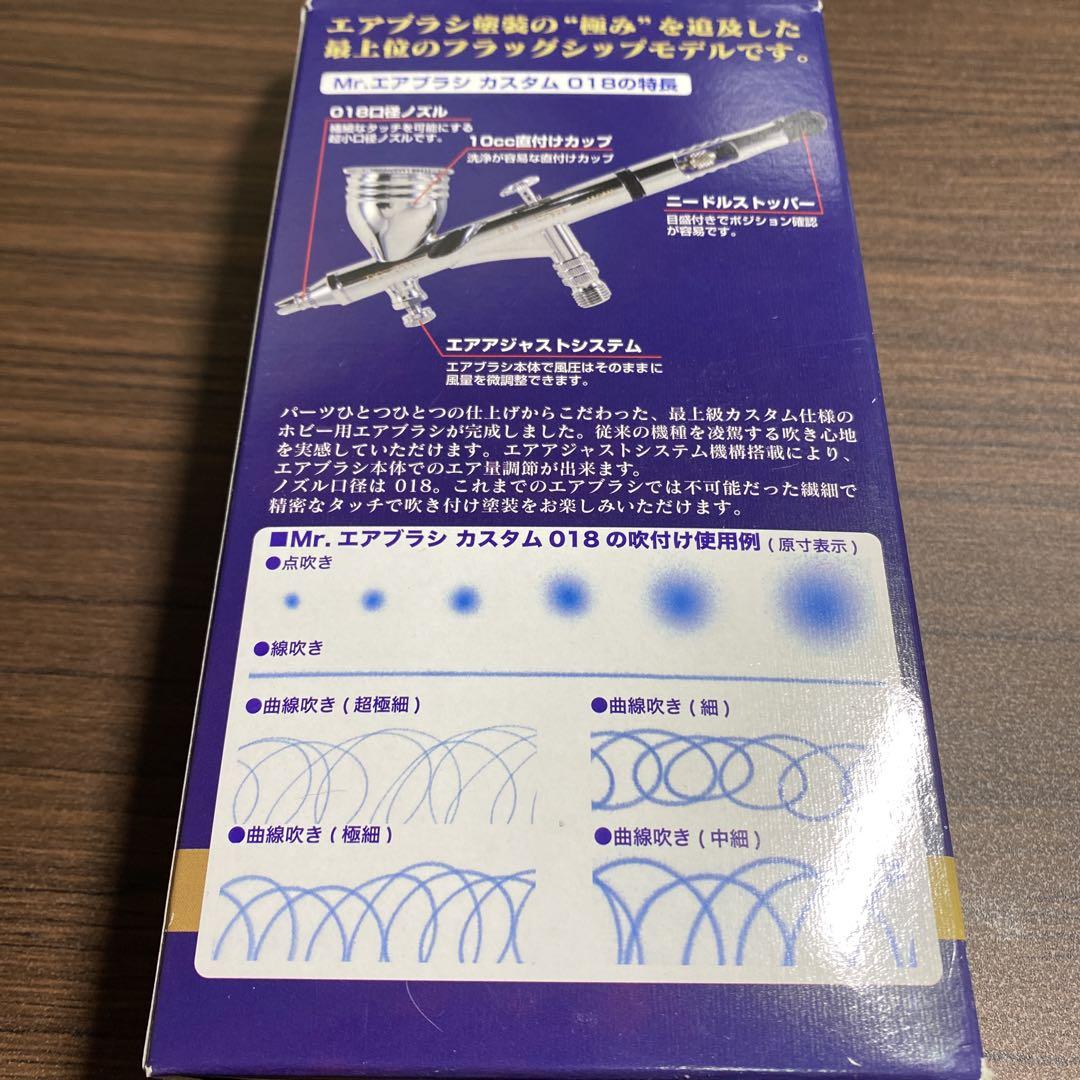 エアブラシ塗装の“極み”を追及した
最上位のフラッグシップモデルです。
Mr.エアブラシ カスタム 018の特長
018口径ノズル
繊細なタッチを可能にする
超小口径ノズルです。
10cc直付けカップ
洗浄が容易な直付けカップ
ニードルストッパー
目盛付きでポジション確認
が容易です。
エアアジャストシステム
エアブラシ本体で風圧はそのままに
風量を微調整できます。
パーツひとつひとつの仕上げからこだわった、最上級カスタム仕様の
ホビー用エアブラシが完成しました。従来の機種を凌駕する吹き心地
を実感していただけます。エアアジャストシステム機構搭載により、
エアブラシ本体でのエア量調節が出来ます。
ノズル口径は 018。これまでのエアブラシでは不可能だった繊細で
精密なタッチで吹き付け塗装をお楽しみいただけます。
■Mr. エアブラシ カスタム 018 の吹付け使用例 ( 原寸表示 )
●点吹き
●線吹き
●曲線吹き ( 超極細 )
●曲線吹き ( 細 )
●曲線吹き ( 極細 )
●曲線吹き ( 中細 )